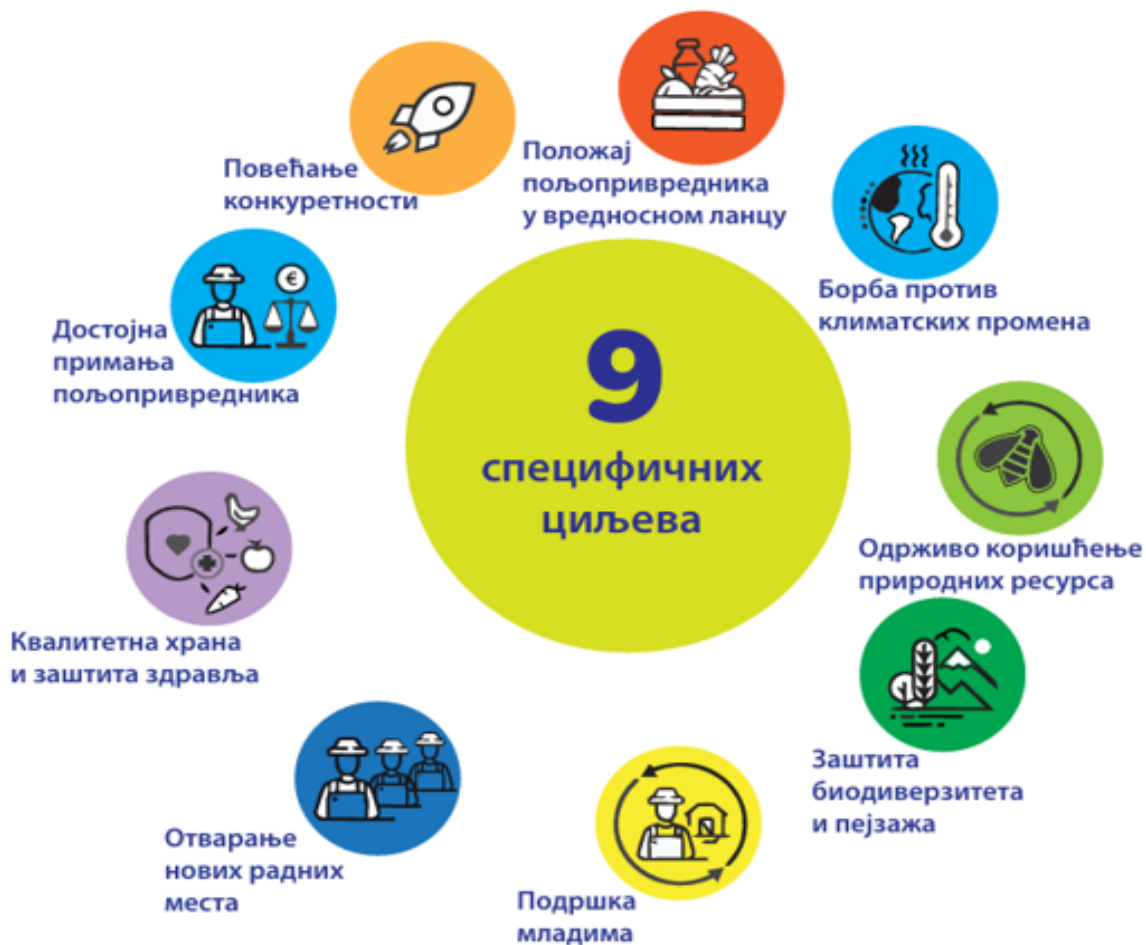 Повећање
конкуретности
Положај
пољопривредника
у вредносном ланцу
Борба против
климатских промена
Достојна
примања
пољопривредника
€
9
специфичних
циљева
Одрживо коришћење
природних ресурса
Квалитетна храна
и заштита здравља
Заштита
биодиверзитета
и пејзажа
Отварање
нових радних
места
Подршка
младима